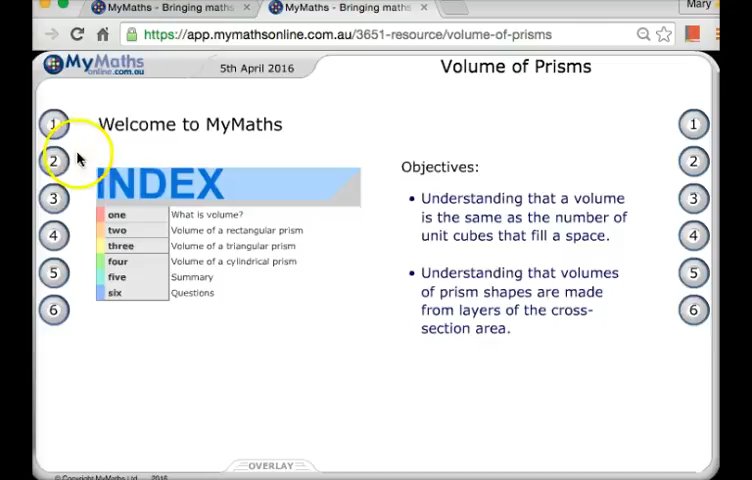 MyMaths - Bringing maths
MyMaths - Bringing math
Mary
https://app.mymathsonline.com.au/3651-resource/volume-of-prisms
MyMaths
online.com.au
5th April 2016
Volume of Prisms
Welcome to MyMaths
INDEX
one What is volume?
two Volume of a rectangular prism
three Volume of a triangular prism
four Volume of a cylindrical prism
five Summary
six Questions
1
2
3
4
5
6
Objectives:
• Understanding that a volume
is the same as the number of
unit cubes that fill a space.
• Understanding that volumes
of prism shapes are made
from layers of the cross-
section area.
1
2
3
4
5
6
OVERLAY
© Copyright MyMaths Ltd 2016